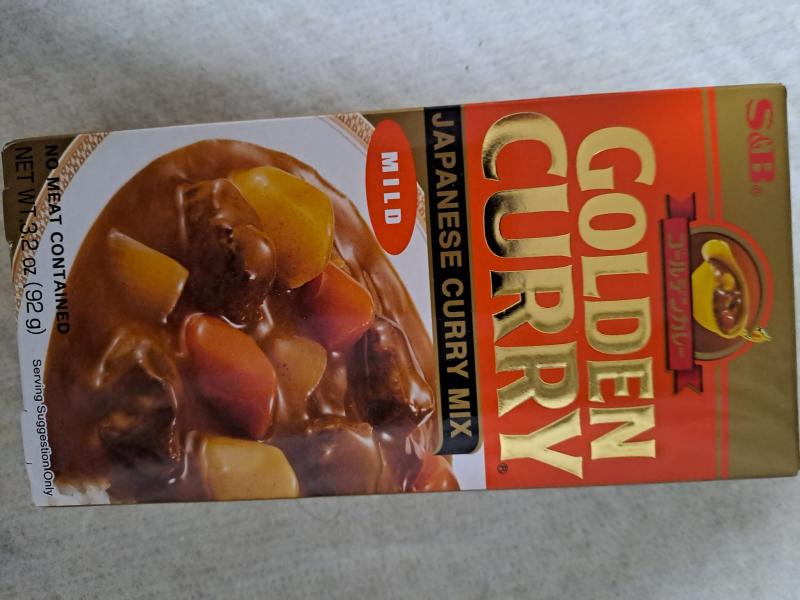 S&B®
ゴールデンカレー
GOLDEN
CURRY®
JAPANESE CURRY MIX
MILD
NO MEAT CONTAINED
NET WT.3.2 oz (92 g)
Serving Suggestion Only